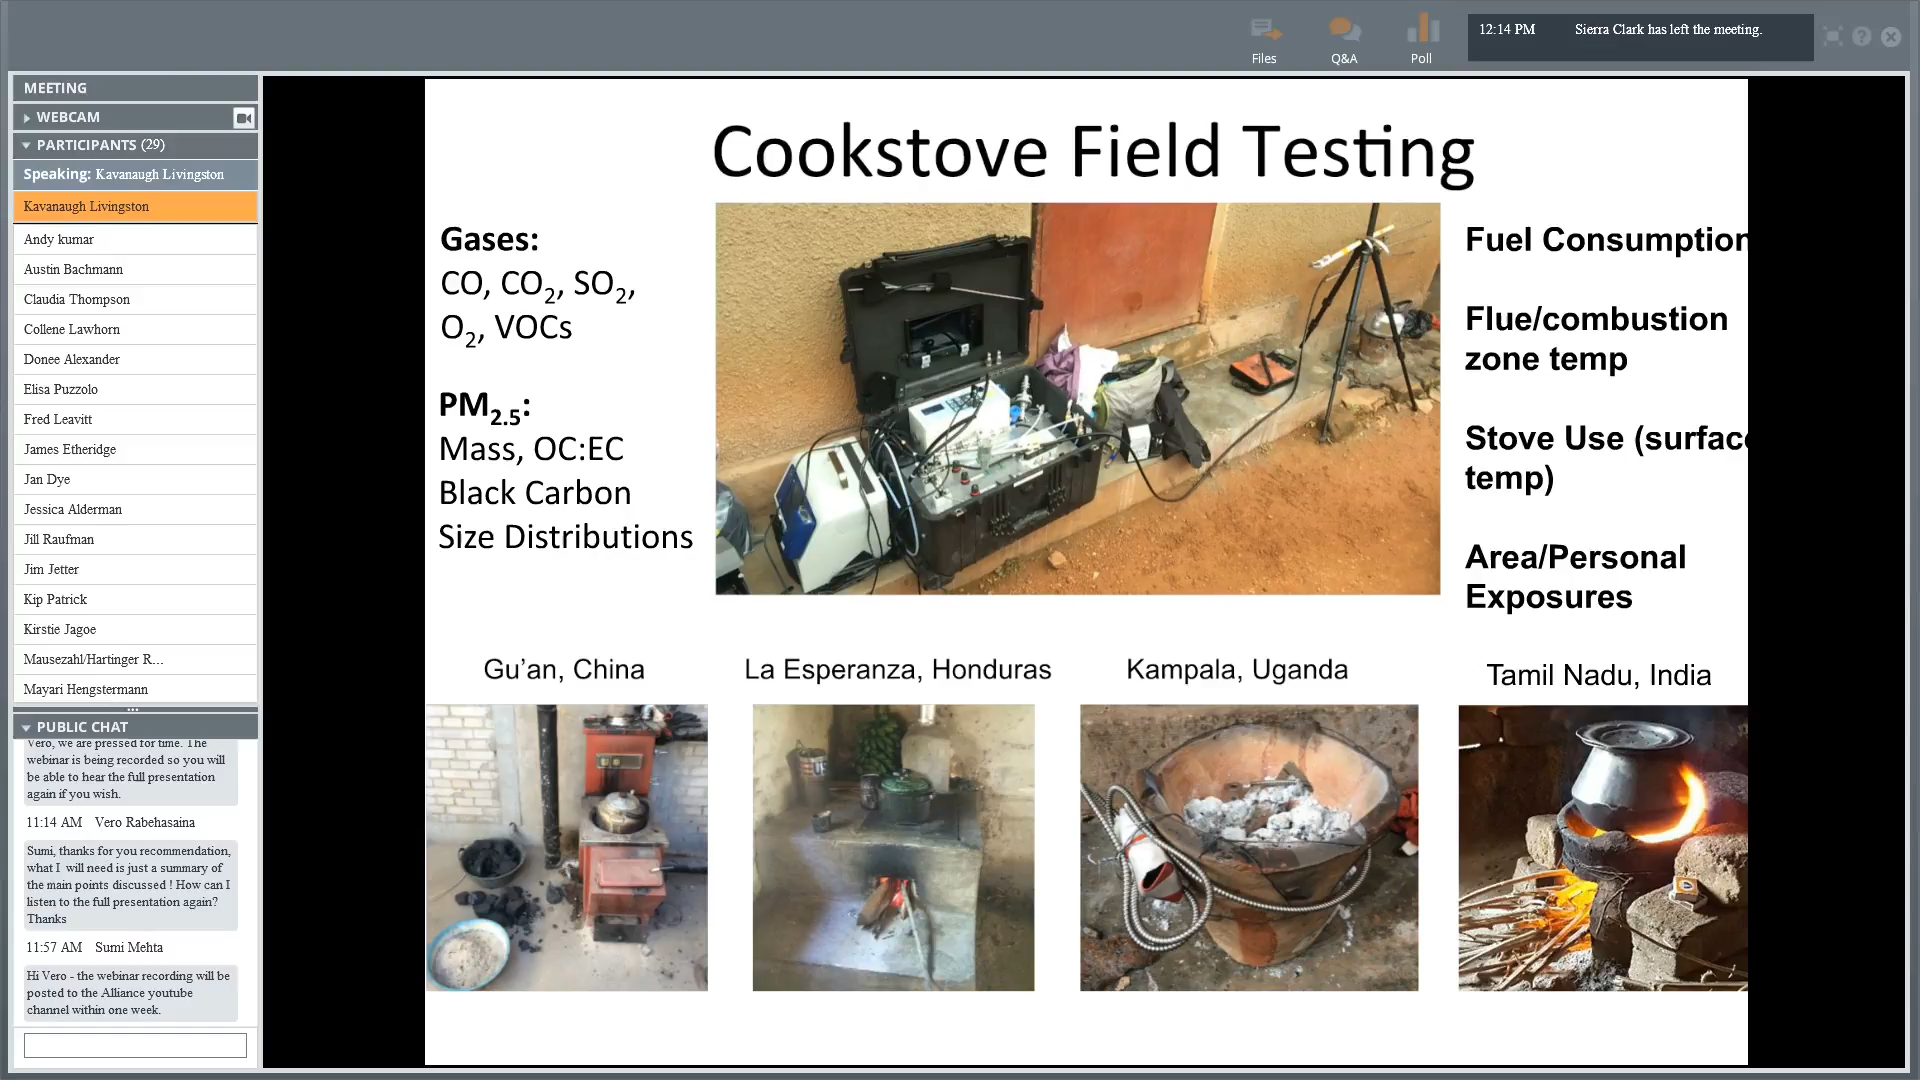 Files
Q&A
Poll
12:14 PM Sierra Clark has left the meeting.
MEETING
WEBCAM
PARTICIPANTS (29)
Speaking: Kavanaugh Livingston
Kavanaugh Livingston
Andy kumar
Austin Bachmann
Claudia Thompson
Collene Lawhorn
Donee Alexander
Elisa Puzzolo
Fred Leavitt
James Etheridge
Jan Dye
Jessica Alderman
Jill Raufman
Jim Jetter
Kip Patrick
Kirstie Jagoe
Mausezahl/Hartinger R...
Mayari Hengstermann
PUBLIC CHAT
Vero, we are pressed for time. The
webinar is being recorded so you will
be able to hear the full presentation
again if you wish.
11:14 AM Vero Rabehasaina
Sumi, thanks for you recommendation,
what I will need is just a summary of
the main points discussed ! How can I
listen to the full presentation again?
Thanks
11:57 AM Sumi Mehta
Hi Vero - the webinar recording will be
posted to the Alliance youtube
channel within one week.
Cookstove Field Testing
Gases:
CO, CO₂, SO₂,
O₂, VOCs
PM₂.₅:
Mass, OC:EC
Black Carbon
Size Distributions
Fuel Consumption
Flue/combustion
zone temp
Stove Use (surface
temp)
Area/Personal
Exposures
Gu’an, China
La Esperanza, Honduras
Kampala, Uganda
Tamil Nadu, India